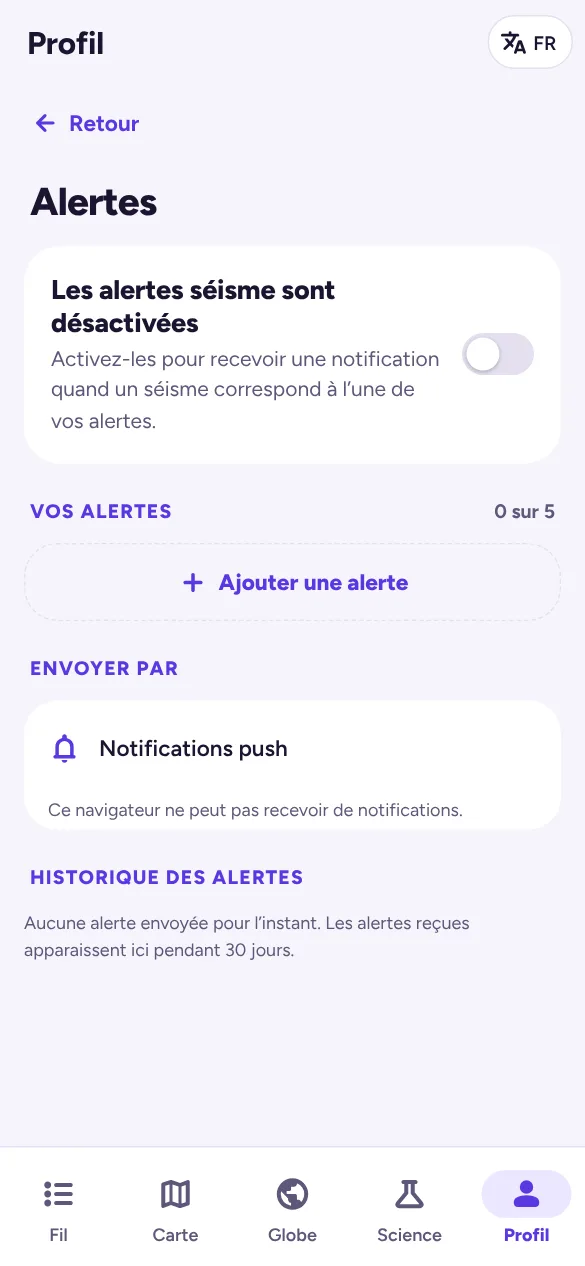 Profil
FR
Retour
Alertes
Les alertes séisme sont
désactivées
Activez-les pour recevoir une notification
quand un séisme correspond à l’une de
vos alertes.
VOS ALERTES
0 sur 5
Ajouter une alerte
ENVOYER PAR
Notifications push
Ce navigateur ne peut pas recevoir de notifications.
HISTORIQUE DES ALERTES
Aucune alerte envoyée pour l’instant. Les alertes reçues
apparaissent ici pendant 30 jours.
Fil
Carte
Globe
Science
Profil